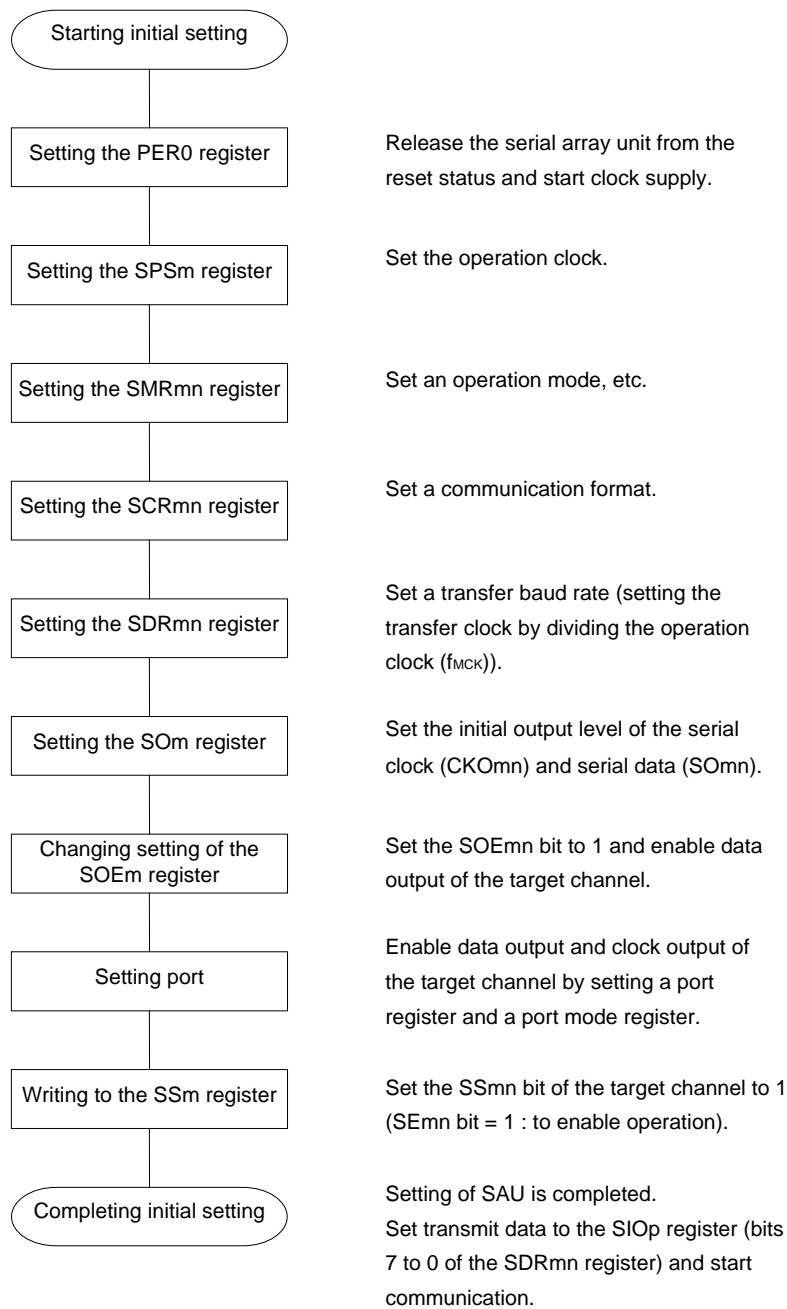 Starting initial setting
Setting the PER0 register
Release the serial array unit from the
reset status and start clock supply.
Setting the SPSm register
Set the operation clock.
Setting the SMRmn register
Set an operation mode, etc.
Setting the SCRmn register
Set a communication format.
Setting the SDRmn register
Set a transfer baud rate (setting the
transfer clock by dividing the operation
clock (fMCK)).
Setting the SOm register
Set the initial output level of the serial
clock (CKOmn) and serial data (SOmn).
Changing setting of the
SOEm register
Set the SOEmn bit to 1 and enable data
output of the target channel.
Setting port
Enable data output and clock output of
the target channel by setting a port
register and a port mode register.
Writing to the SSm register
Set the SSmn bit of the target channel to 1
(SEmn bit = 1 : to enable operation).
Completing initial setting
Setting of SAU is completed.
Set transmit data to the SIOp register (bits
7 to 0 of the SDRmn register) and start
communication.